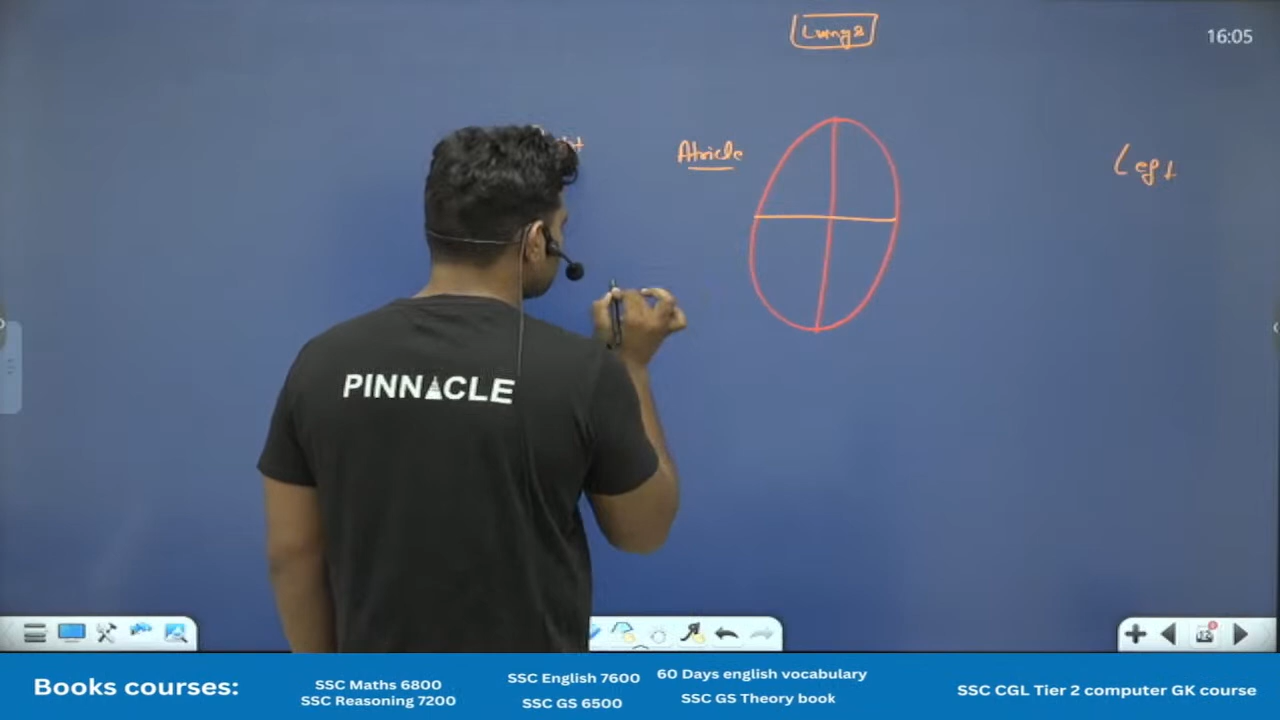 Lungs
16:05
Atricle
Left
PINNACLE
Books courses:
SSC Maths 6800
SSC Reasoning 7200
SSC English 7600
SSC GS 6500
60 Days english vocabulary
SSC GS Theory book
SSC CGL Tier 2 computer GK course